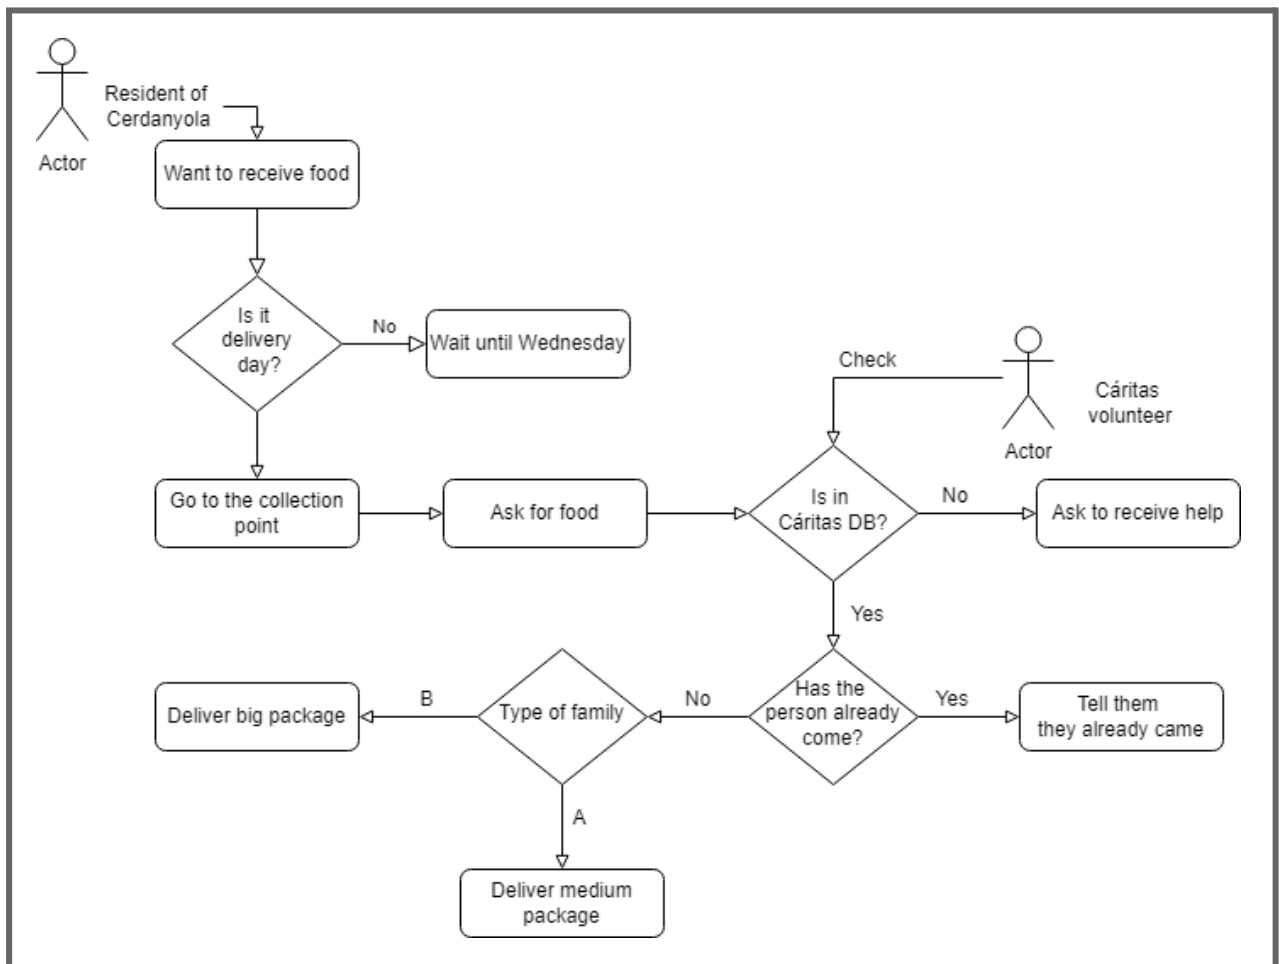 Resident of
Cerdanyola
Actor
Want to receive food
Is it
delivery
day?
No
Wait until Wednesday
Check
Cáritas
volunteer
Actor
Go to the collection
point
Ask for food
Is in
Cáritas DB?
No
Ask to receive help
Yes
Deliver big package
B
Type of family
No
Has the
person already
come?
Yes
Tell them
they already came
A
Deliver medium
package